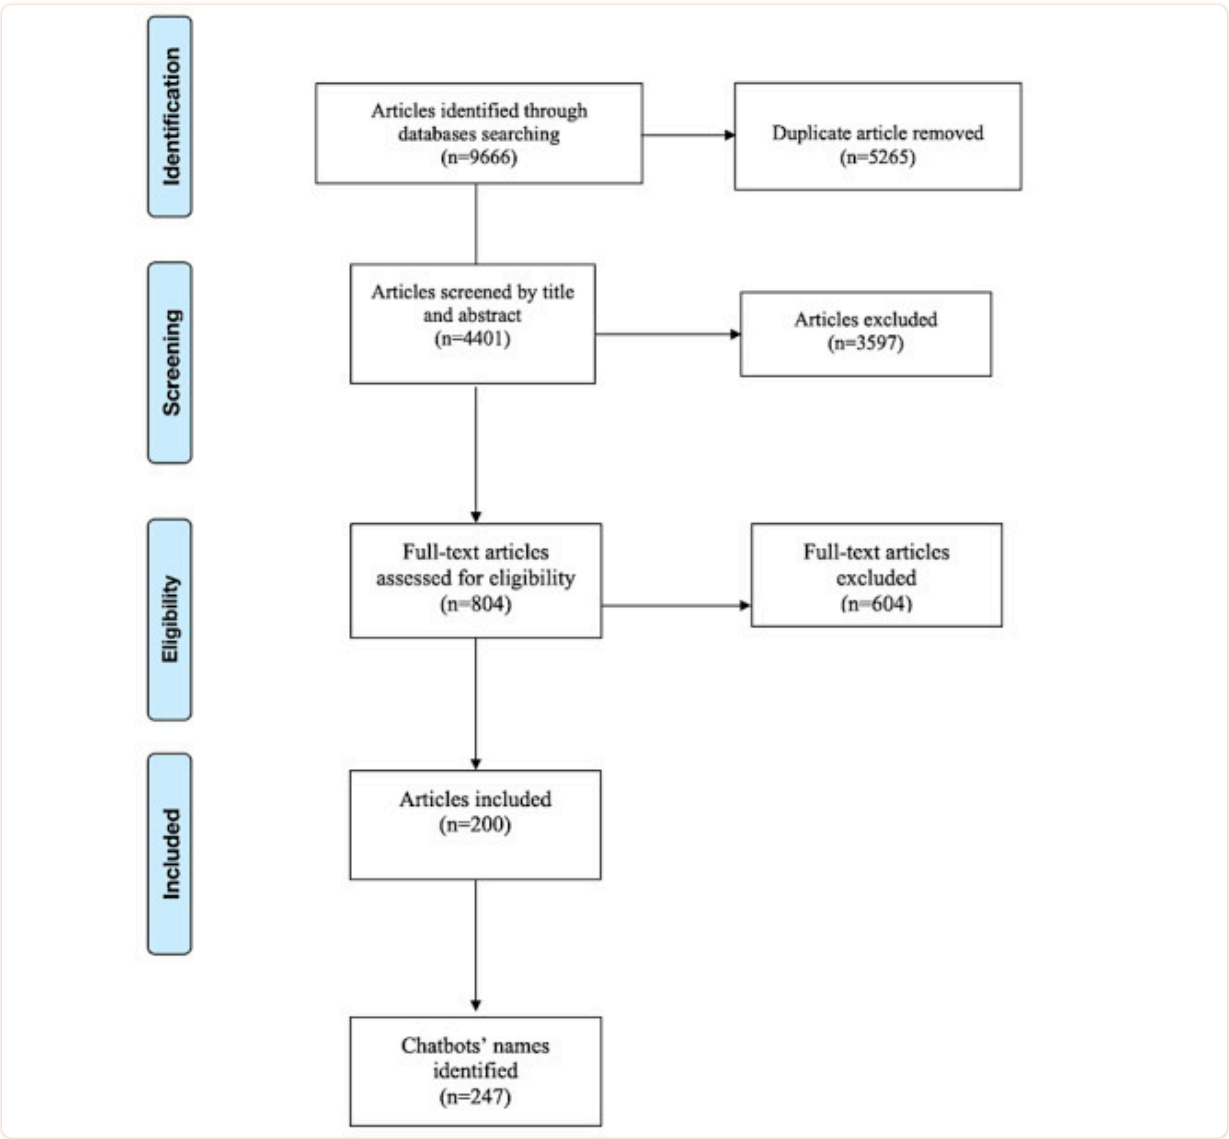 Identification
Articles identified through
databases searching
(n=9666)
Duplicate article removed
(n=5265)
Screening
Articles screened by title
and abstract
(n=4401)
Articles excluded
(n=3597)
Eligibility
Full-text articles
assessed for eligibility
(n=804)
Full-text articles
excluded
(n=604)
Included
Articles included
(n=200)
Chatbots’ names
identified
(n=247)